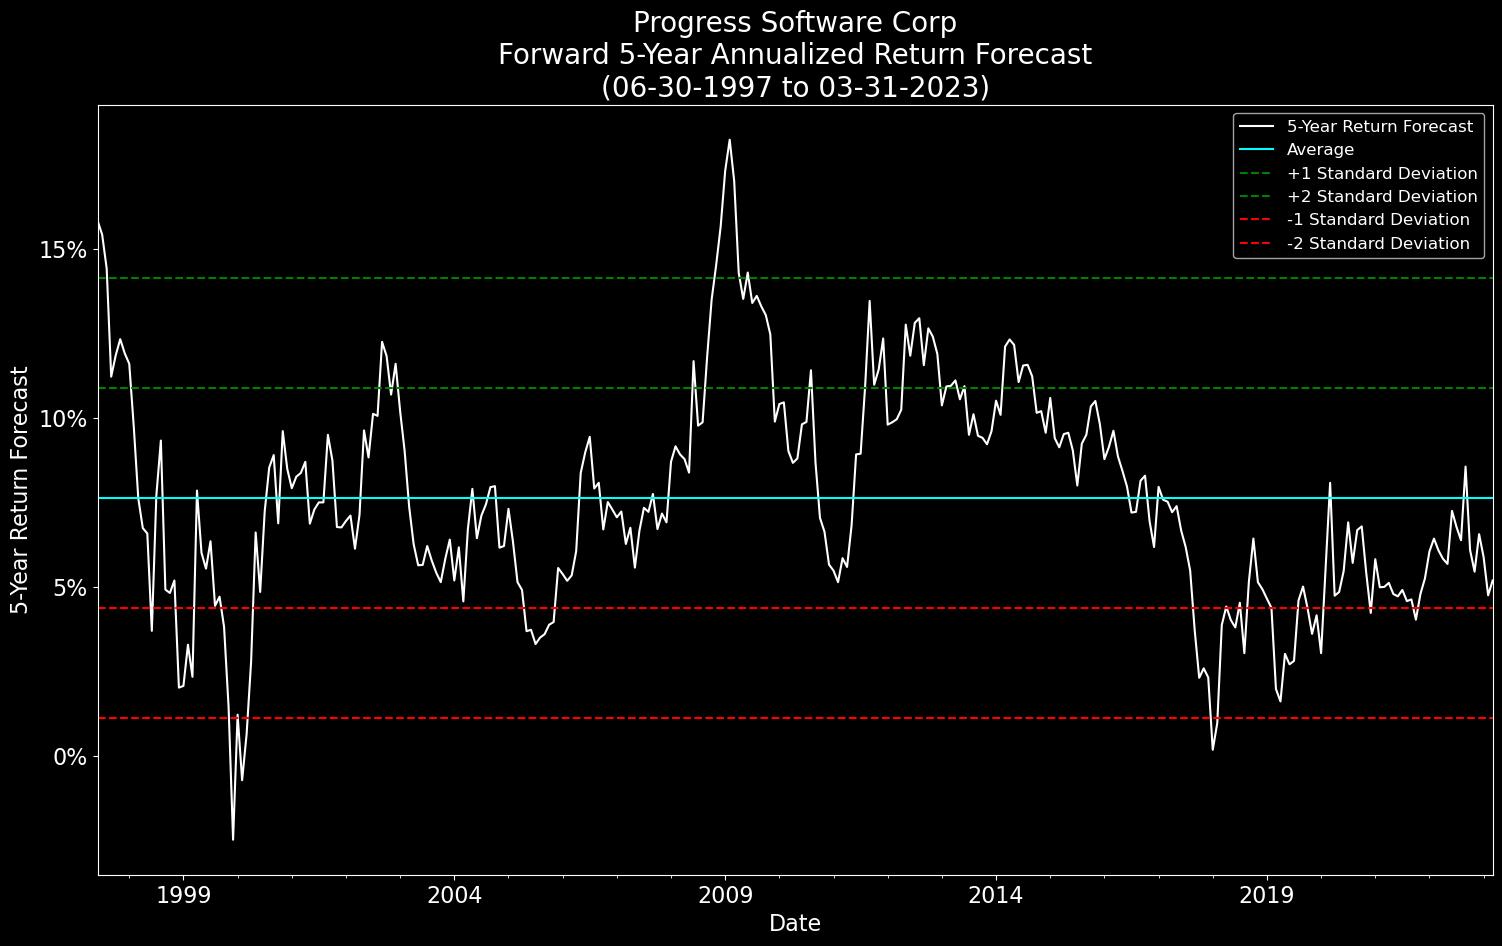 Progress Software Corp
Forward 5-Year Annualized Return Forecast
(06-30-1997 to 03-31-2023)
5-Year Return Forecast
Average
+1 Standard Deviation
+2 Standard Deviation
-1 Standard Deviation
-2 Standard Deviation
5-Year Return Forecast
15%
10%
5%
0%
1999
2004
2009
2014
2019
Date